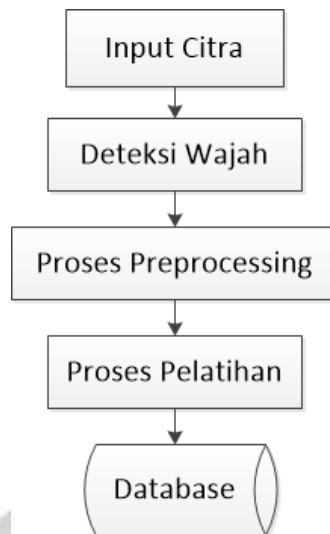 Input Citra
Deteksi Wajah
Proses Preprocessing
Proses Pelatihan
Database